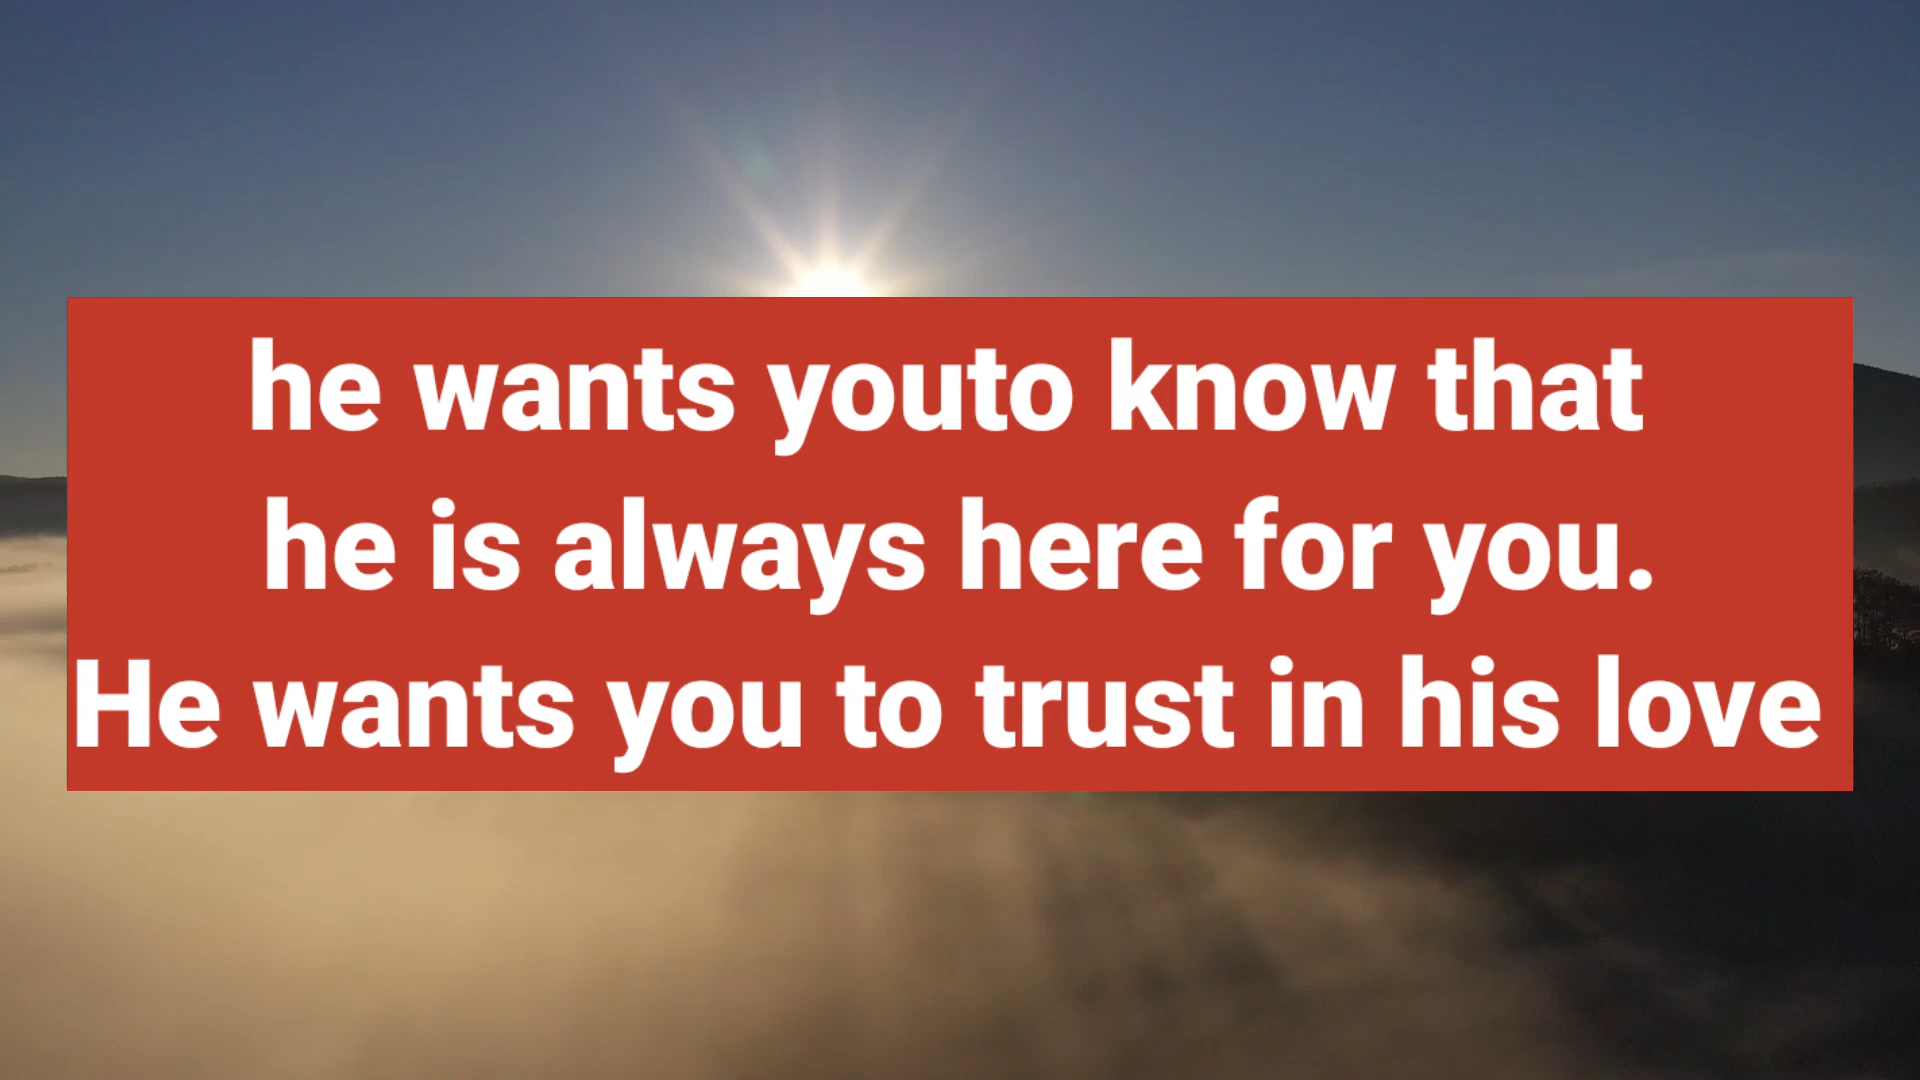 he wants youto know that
he is always here for you.
He wants you to trust in his love